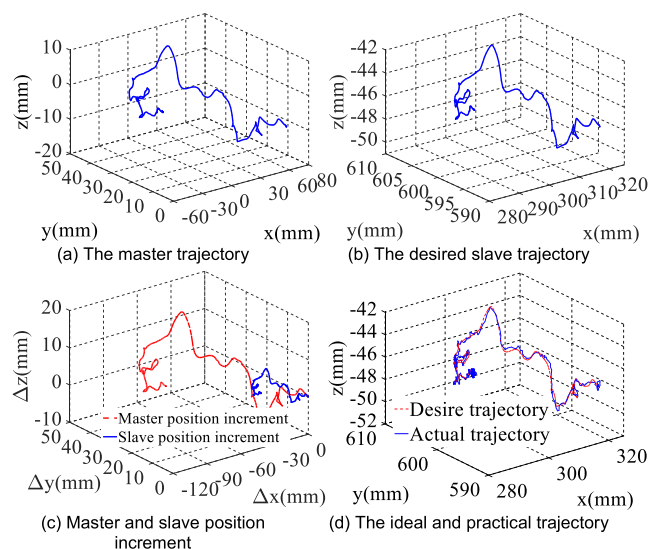 10
0
-10
-20
z(mm)
50
40
30
20
10
0
y(mm)
-60
-30
0
30
60
80
x(mm)
(a) The master trajectory
-42
-44
-46
-48
-50
z(mm)
610
605
600
595
590
y(mm)
280
290
300
310
320
x(mm)
(b) The desired slave trajectory
20
10
0
-10
Δz(mm)
50
40
30
20
10
0
Δy(mm)
-120
-90
-60
-30
0
Δx(mm)
Master position increment
Slave position increment
(c) Master and slave position
increment
-42
-44
-46
-48
-50
-52
z(mm)
610
600
590
y(mm)
280
300
320
x(mm)
Desire trajectory
Actual trajectory
(d) The ideal and practical trajectory